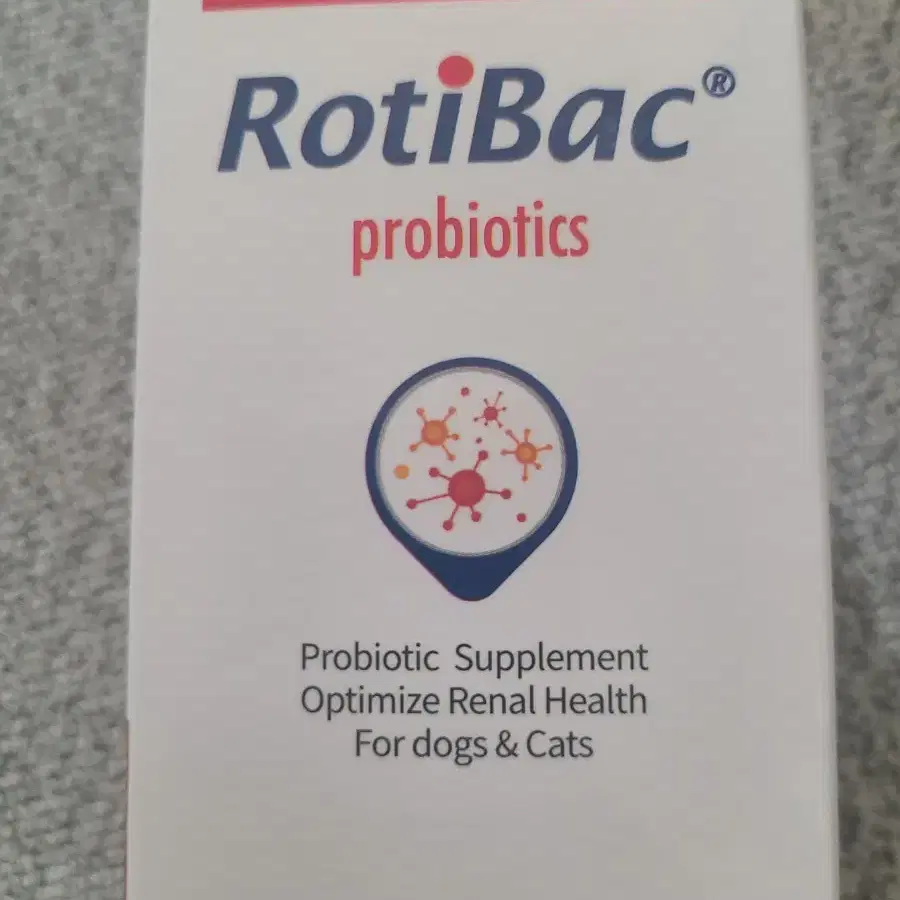 RotiBac®
probiotics
Probiotic Supplement
Optimize Renal Health
For dogs & Cats